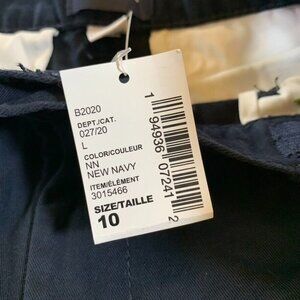 B2020
DEPT./CAT.
027/20
L
COLOR/COULEUR
NN
NEW NAVY
ITEM/ÉLÉMENT
3015466
SIZE/TAILLE
10
1 94936 07241 2